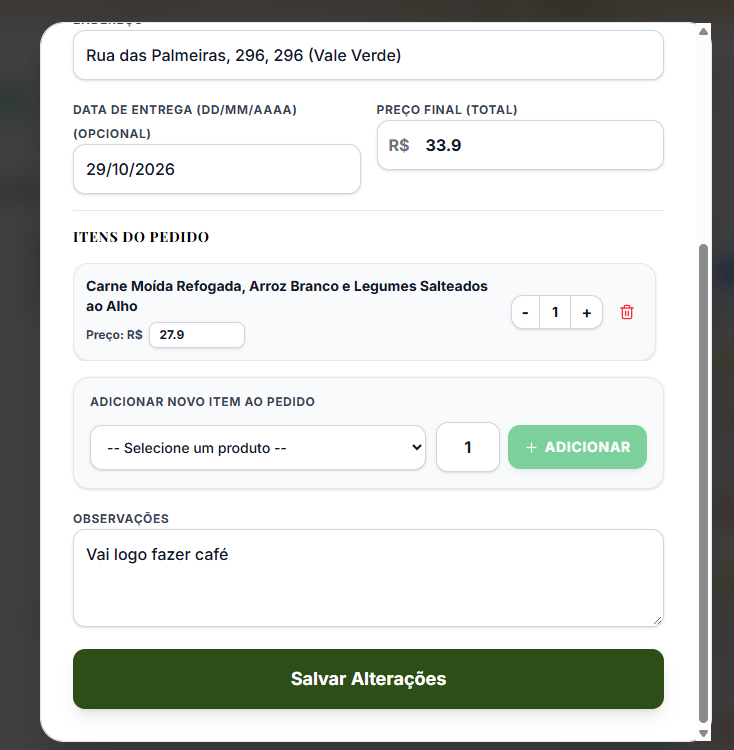 Rua das Palmeiras, 296, 296 (Vale Verde)
DATA DE ENTREGA (DD/MM/AAAA)
(OPCIONAL)
29/10/2026
PREÇO FINAL (TOTAL)
R$ 33.9
ITENS DO PEDIDO
Carne Moída Refogada, Arroz Branco e Legumes Salteados
ao Alho
Preço: R$ 27.9
- 1 +
ADICIONAR NOVO ITEM AO PEDIDO
-- Selecione um produto --
1
+ ADICIONAR
OBSERVAÇÕES
Vai logo fazer café
Salvar Alterações